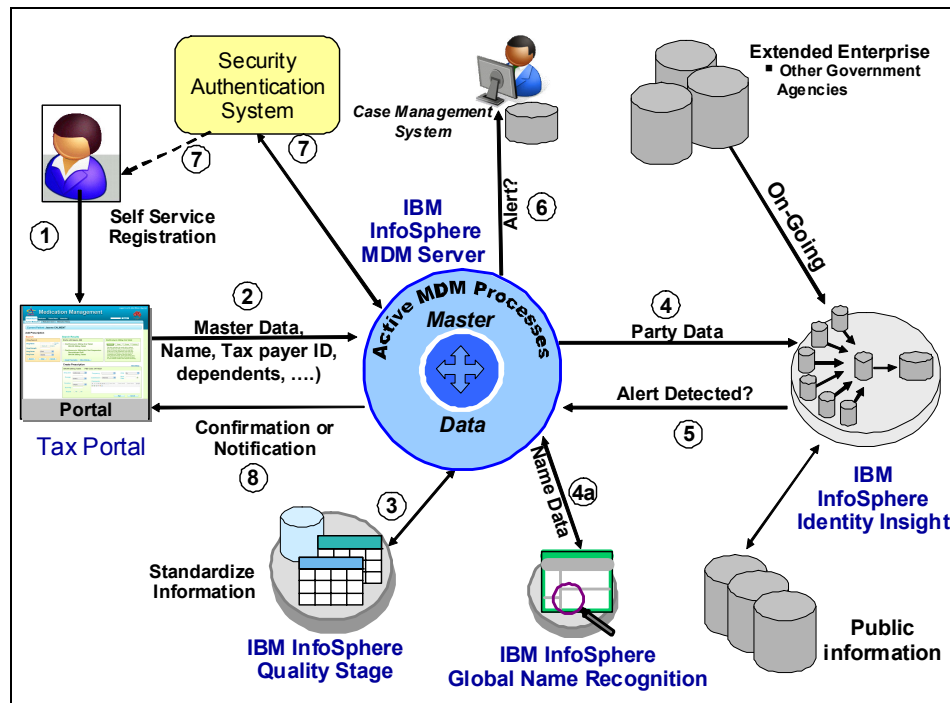 Security
Authentication
System
Case Management
System
Extended Enterprise
▪ Other Government
Agencies
7
7
1
Self Service
Registration
Alert?
6
On-Going
IBM
InfoSphere
MDM Server
Active MDM Processes
Master
Data
2
Master Data,
Name, Tax payer ID,
dependents, ….)
Medication Management
Portal
Tax Portal
Confirmation or
Notification
8
4
Party Data
Alert Detected?
5
IBM
InfoSphere
Identity Insight
3
Name Data
4a
Standardize
Information
IBM InfoSphere
Quality Stage
IBM InfoSphere
Global Name Recognition
Public
information